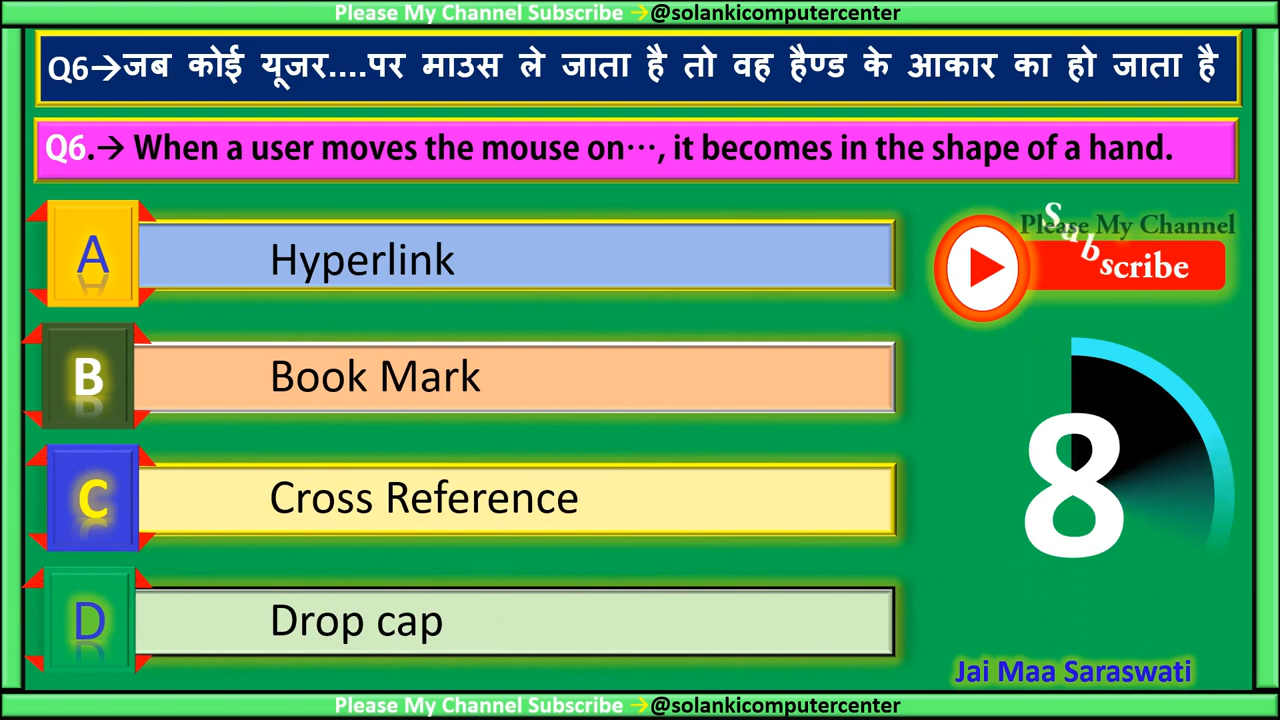 Please My Channel Subscribe →@solankicomputercenter
Q6→जब कोई यूजर....पर माउस ले जाता है तो वह हैण्ड के आकार का हो जाता है
Q6.→ When a user moves the mouse on···, it becomes in the shape of a hand.
A Hyperlink
Please My Channel
Subscribe
B Book Mark
C Cross Reference
8
D Drop cap
Jai Maa Saraswati
Please My Channel Subscribe →@solankicomputercenter